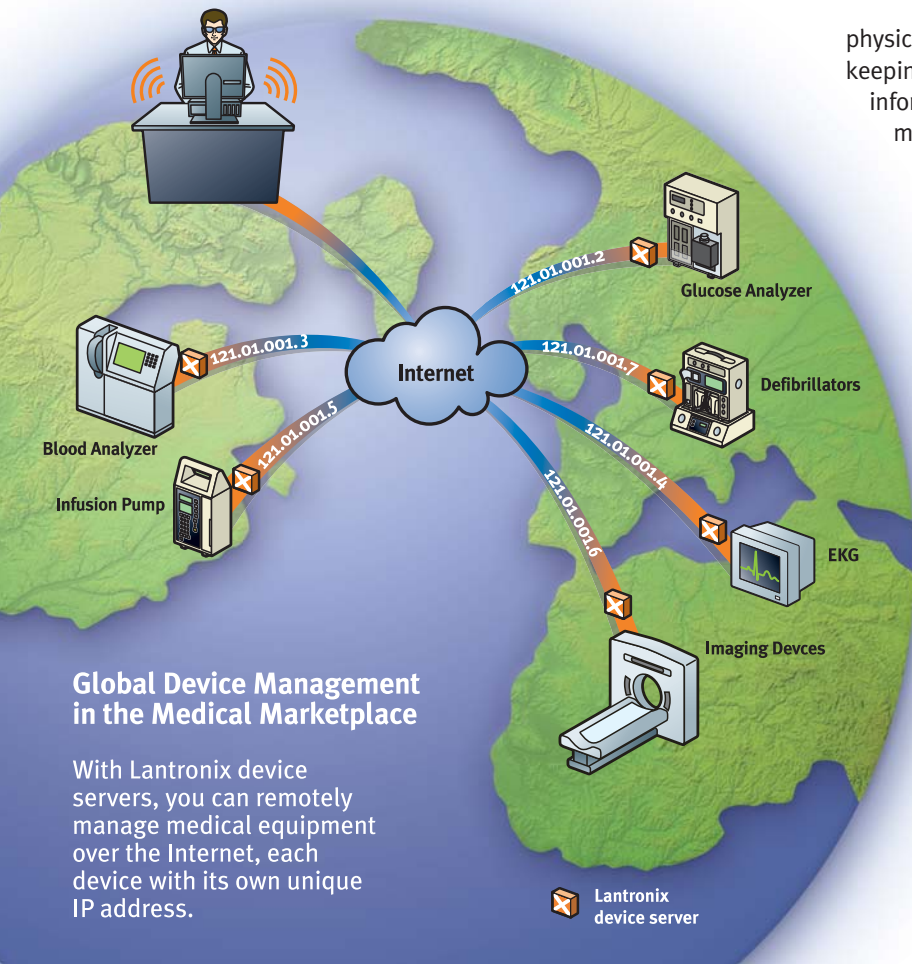 physic
keepin
infor
m
121.01.001.2
Glucose Analyzer
121.01.001.3
121.01.001.7
Internet
Defibrillators
Blood Analyzer
121.01.001.5
121.01.001.4
Infusion Pump
121.01.001.6
EKG
Imaging Devces
Global Device Management
in the Medical Marketplace
With Lantronix device
servers, you can remotely
manage medical equipment
over the Internet, each
device with its own unique
IP address.
Lantronix
device server